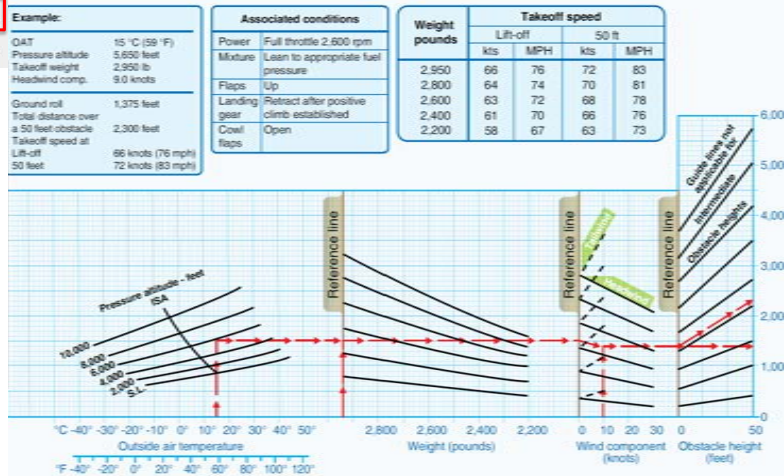 Example:
OAT 15 °C (59 °F)
Pressure altitude 5,650 feet
Takeoff weight 2,950 lb
Headwind comp. 9.0 knots
Ground roll 1,375 feet
Total distance over
a 50 feet obstacle 2,300 feet
Takeoff speed at
Lift-off 66 knots (76 mph)
50 feet 72 knots (83 mph)
Associated conditions
Power Full throttle 2,600 rpm
Mixture Lean to appropriate fuel
pressure
Flaps Up
Landing Retract after positive
gear climb established
Cowl Open
flaps
Weight Takeoff speed
pounds Lift-off 50 ft
kts MPH kts MPH
2,950 66 76 72 83
2,800 64 74 70 81
2,600 63 72 68 78
2,400 61 70 66 76
2,200 58 67 63 73
6,00
5,000
4,000
3,000
2,000
1,000
0
Guide lines not
applicable for
Intermediate
Obstacle heights
Reference line
Reference line
Reference line
Tailwind
Headwind
Pressure altitude - feet
ISA
10,000
8,000
6,000
4,000
2,000
S.L.
°C -40° -30° -20° -10° 0° 10° 20° 30° 40° 50° 2,800 2,600 2,400 2,200 0 10 20 30 0 50
Outside air temperature Weight (pounds) Wind component Obstacle height
(knots) (feet)
°F -40° -20° 0° 20° 40° 60° 80° 100° 120°